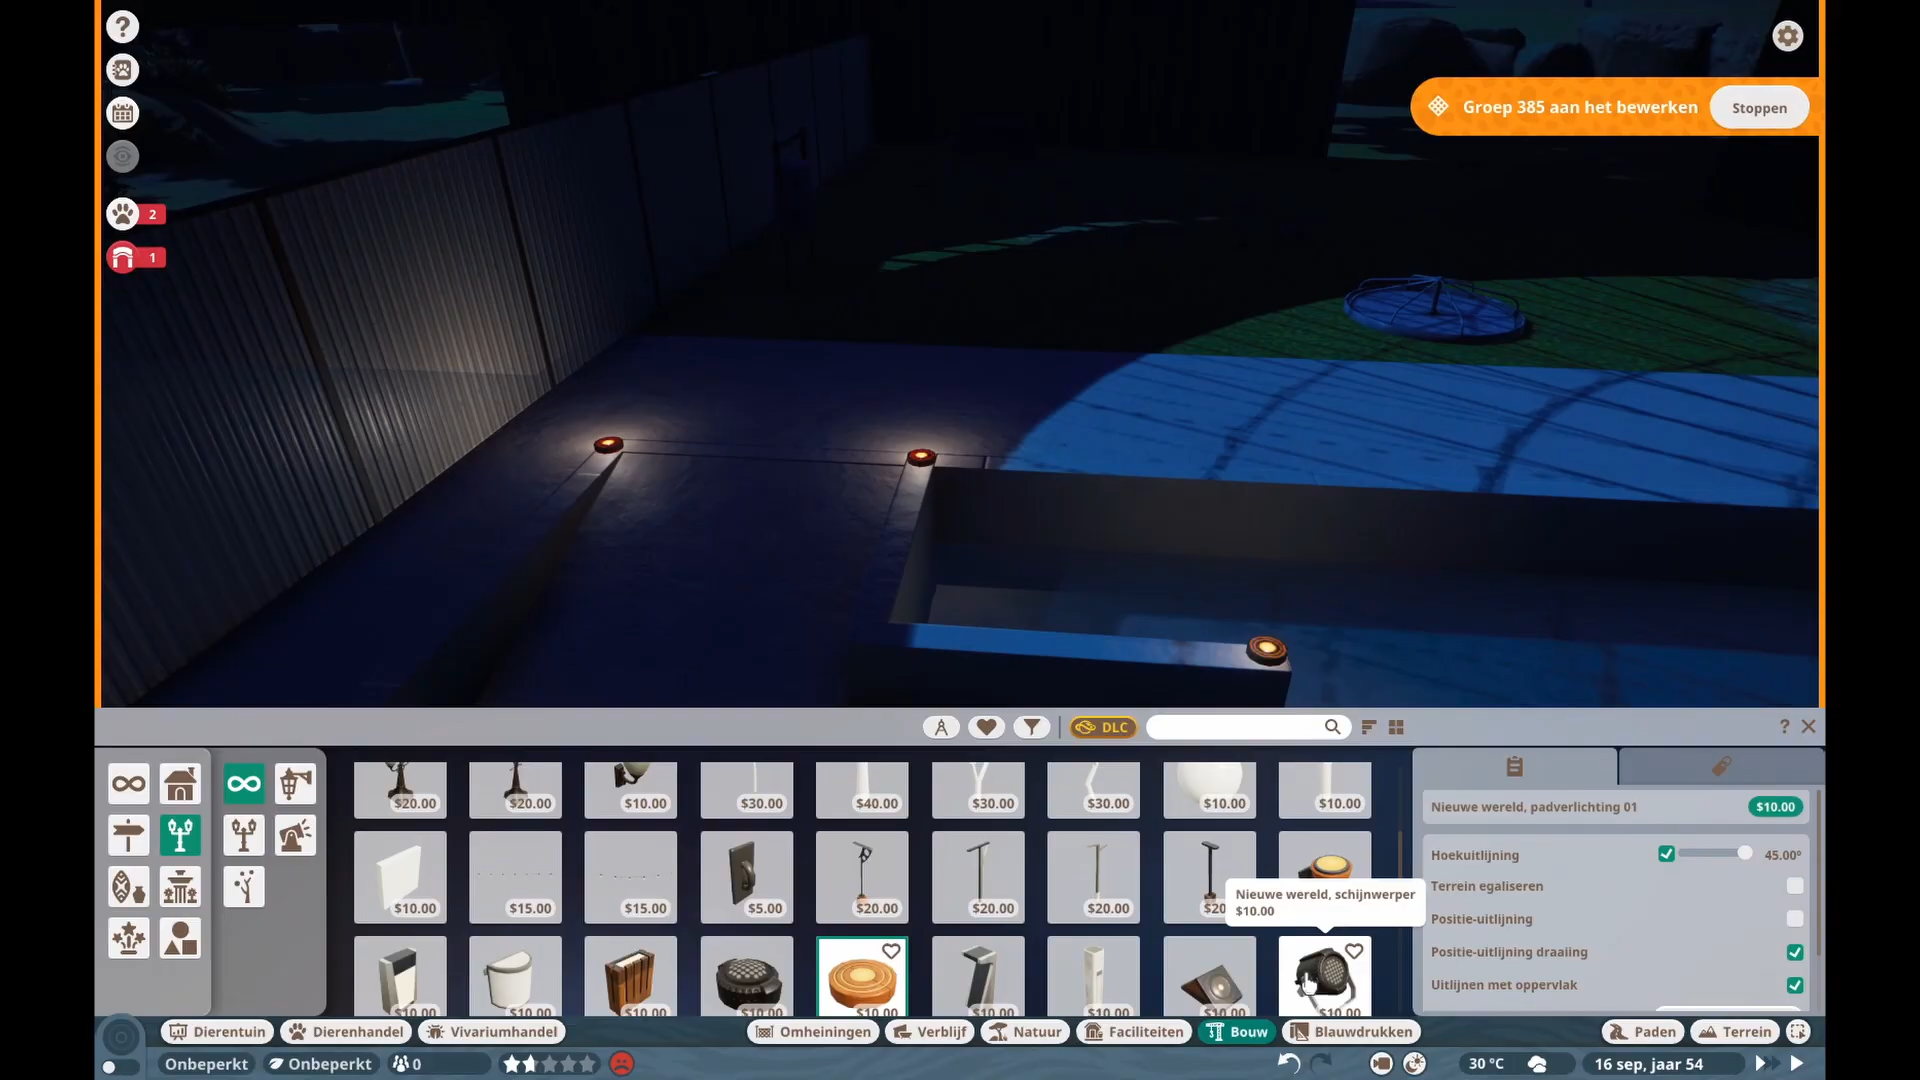 ?
Groep 385 aan het bewerken
Stoppen
2
1
DLC
?
$20.00
$20.00
$10.00
$30.00
$40.00
$30.00
$30.00
$10.00
$10.00
$10.00
$15.00
$15.00
$5.00
$20.00
$20.00
$20.00
Nieuwe wereld, schijnwerper
$10.00
Nieuwe wereld, padverlichting 01
$10.00
Hoekuitlijning
45.00°
Terrein egaliseren
Positie-uitlijning
Positie-uitlijning draaiing
Uitlijnen met oppervlak
Dierentuin
Dierenhandel
Vivariumhandel
Omheiningen
Verblijf
Natuur
Faciliteiten
Bouw
Blauwdrukken
Paden
Terrein
Onbeperkt
Onbeperkt
0
30 °C
16 sep, jaar 54